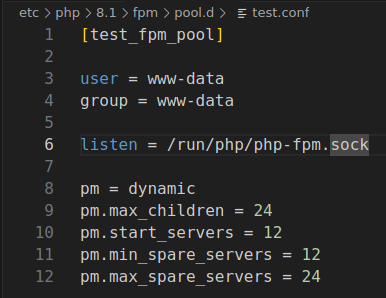 etc > php > 8.1 > fpm > pool.d > test.conf
1 [test_fpm_pool]
2
3 user = www-data
4 group = www-data
5
6 listen = /run/php/php-fpm.sock
7
8 pm = dynamic
9 pm.max_children = 24
10 pm.start_servers = 12
11 pm.min_spare_servers = 12
12 pm.max_spare_servers = 24